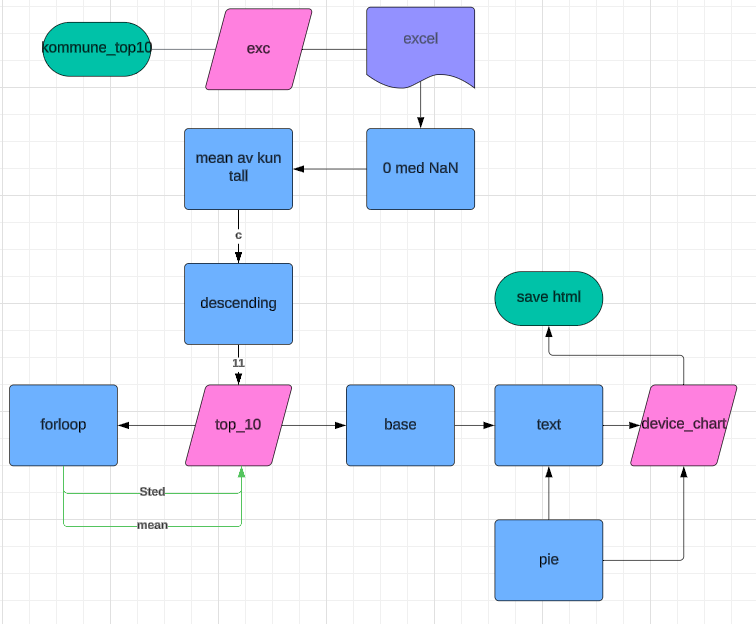 kommune_top10
exc
excel
mean av kun
tall
0 med NaN
c
descending
save html
11
forloop
top_10
base
text
device_chart
Sted
mean
pie